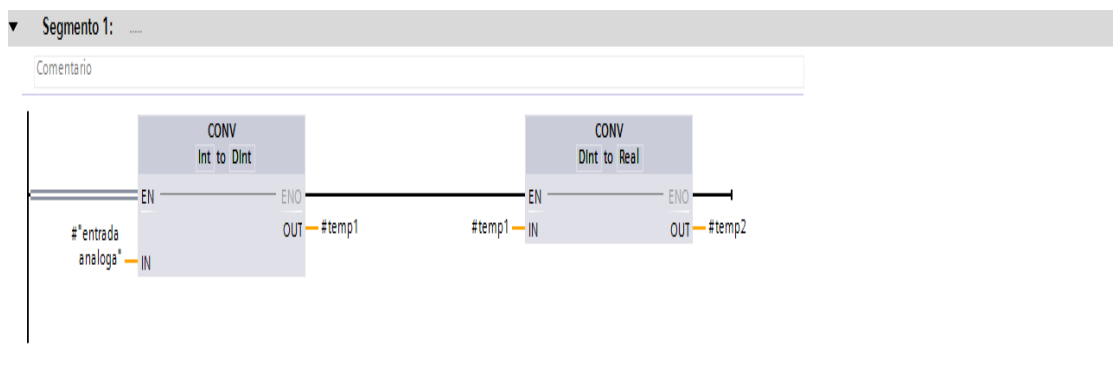 Segmento 1: .....
Comentario
CONV
Int to DInt
EN
ENO
#"entrada
analoga"
IN
OUT
#temp1
CONV
DInt to Real
EN
ENO
#temp1
IN
OUT
#temp2